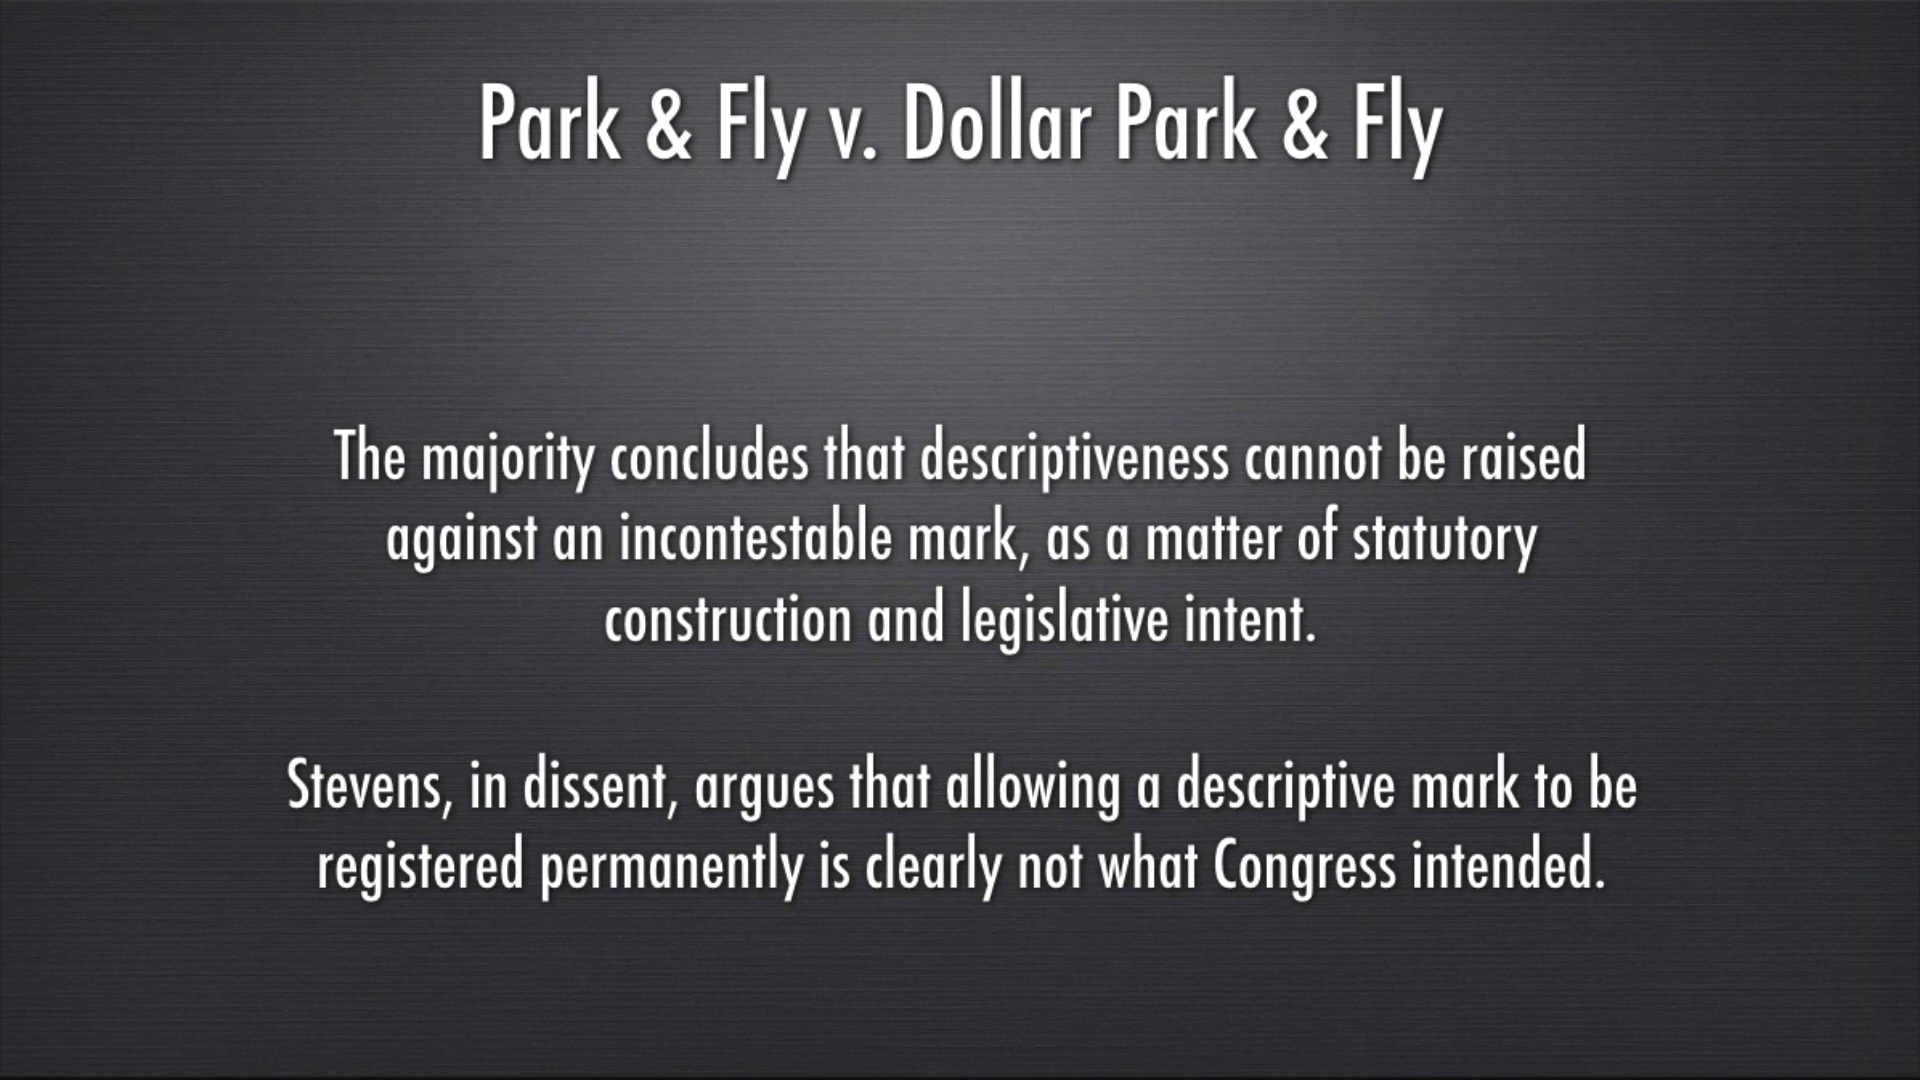 Park & Fly v. Dollar Park & Fly
The majority concludes that descriptiveness cannot be raised
against an incontestable mark, as a matter of statutory
construction and legislative intent.
Stevens, in dissent, argues that allowing a descriptive mark to be
registered permanently is clearly not what Congress intended.